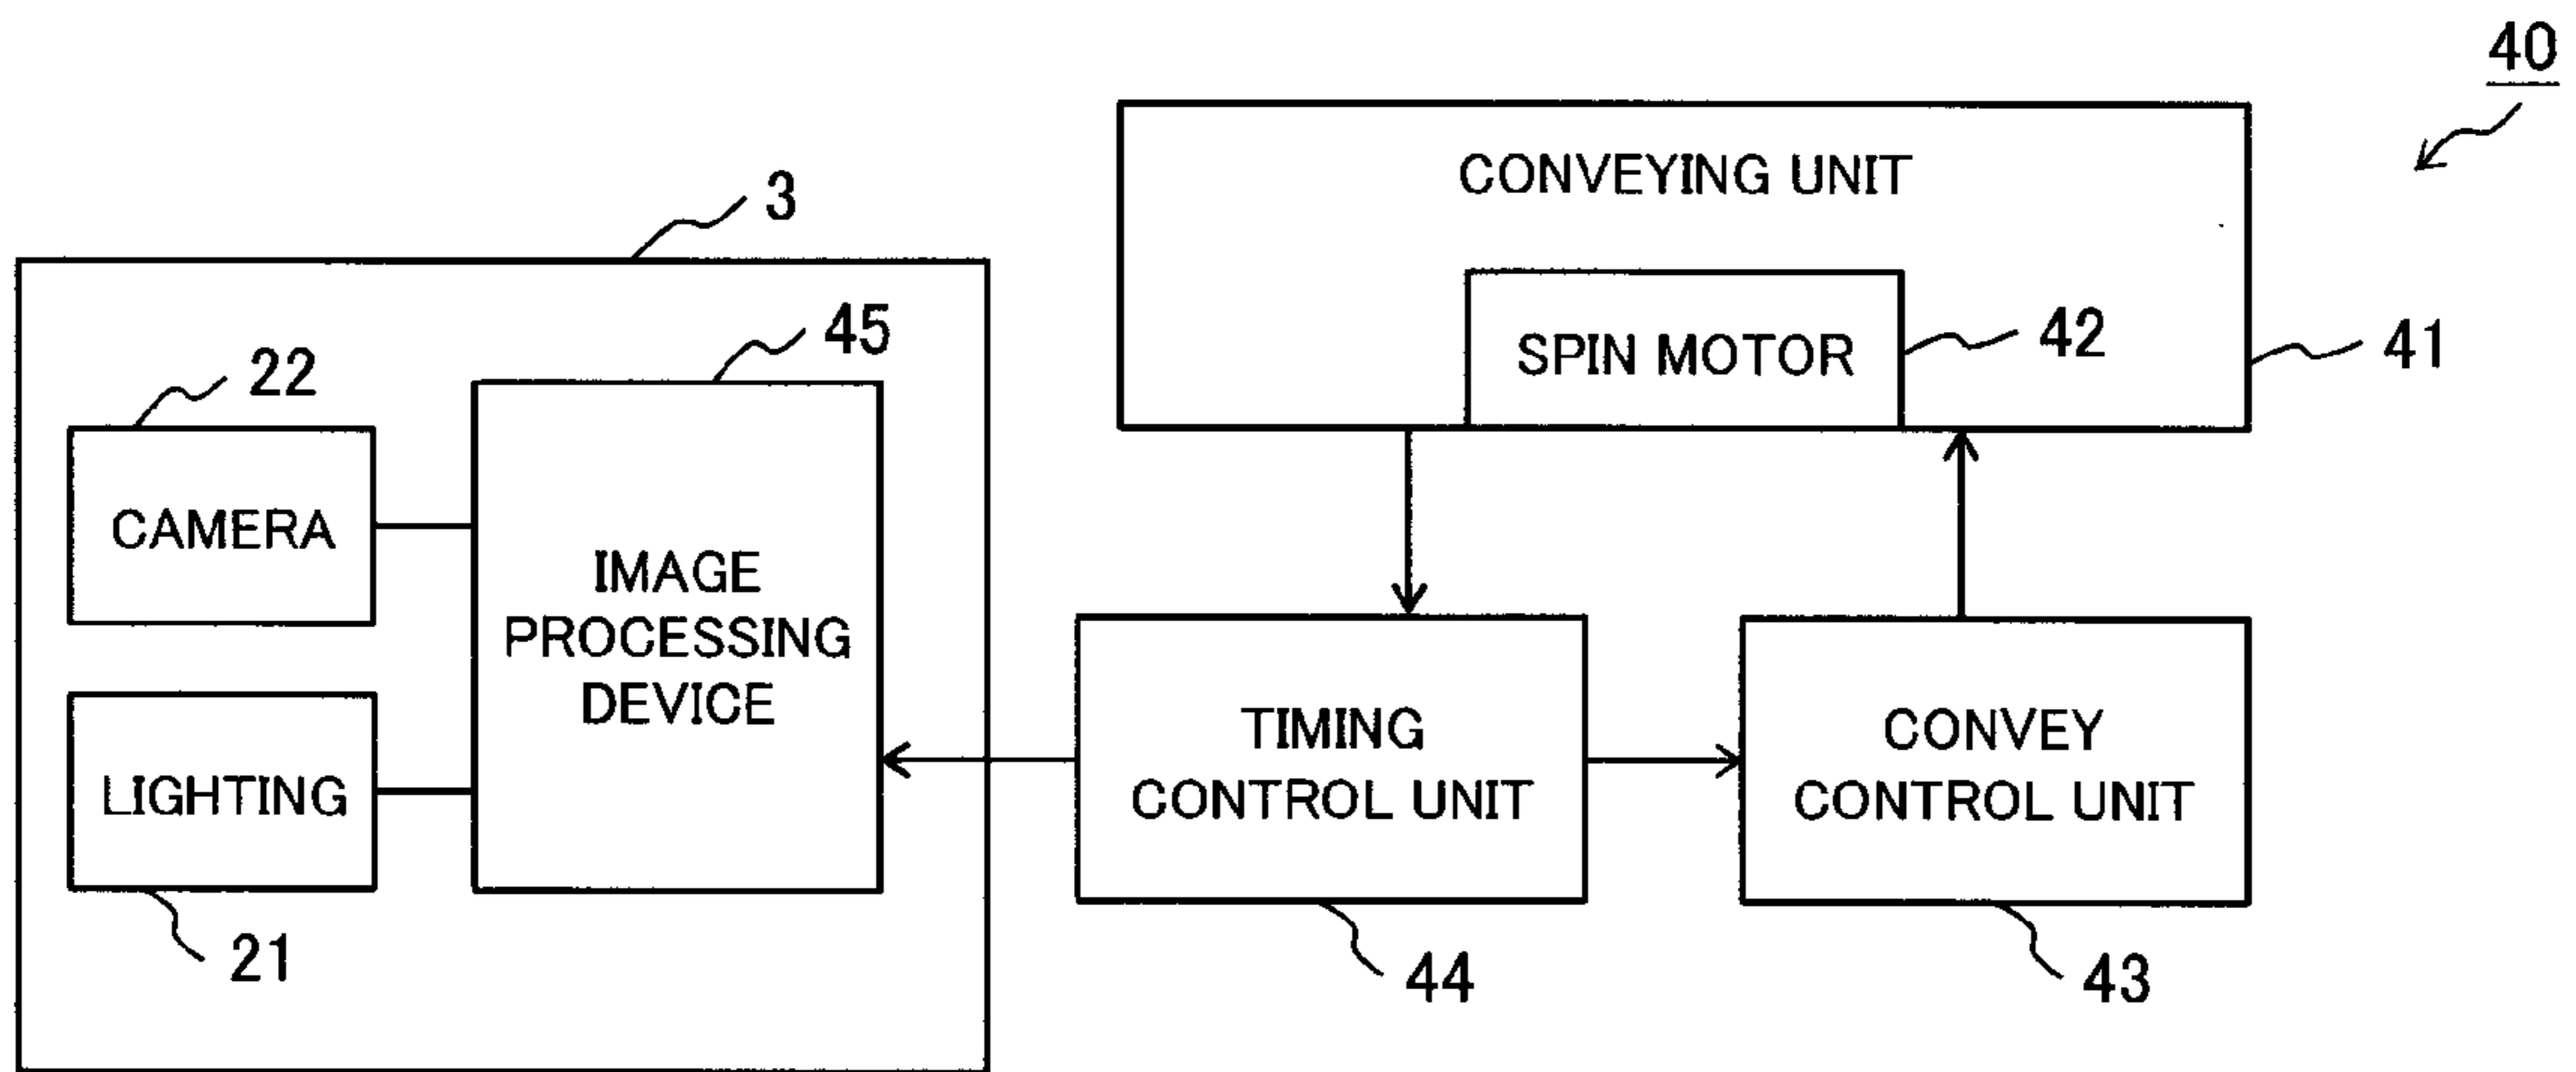 40
CONVEYING UNIT
3
45
42
SPIN MOTOR
41
22
CAMERA
IMAGE
PROCESSING
DEVICE
LIGHTING
TIMING
CONTROL UNIT
CONVEY
CONTROL UNIT
21
44
43